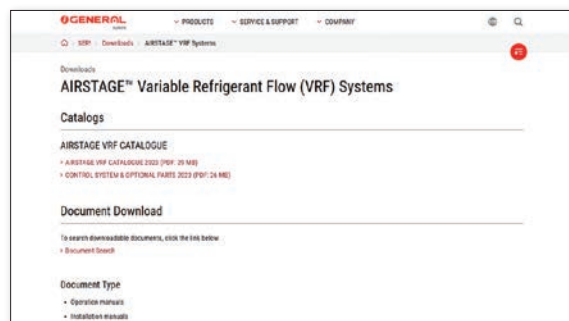 GENERAL
PRODUCTS
SERVICE & SUPPORT
COMPANY
Downloads
AIRSTAGE™ VRF Systems
Downloads
AIRSTAGE™ Variable Refrigerant Flow (VRF) Systems
Catalogs
AIRSTAGE VRF CATALOGUE
AIRSTAGE VRF CATALOGUE 2023 (PDF: 25 MB)
CONTROL SYSTEM & OPTIONAL PARTS 2023 (PDF: 26 MB)
Document Download
To search downloadable documents, click the link below
Document Search
Document Type
• Operation manuals
• Installation manuals